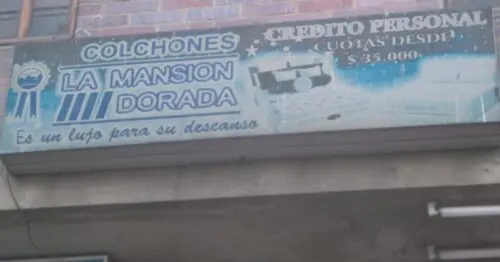 COLCHONES
LA MANSION
DORADA
Es un lujo para su descanso
CREDITO PERSONAL
CUOTAS DESDE
$ 35.000